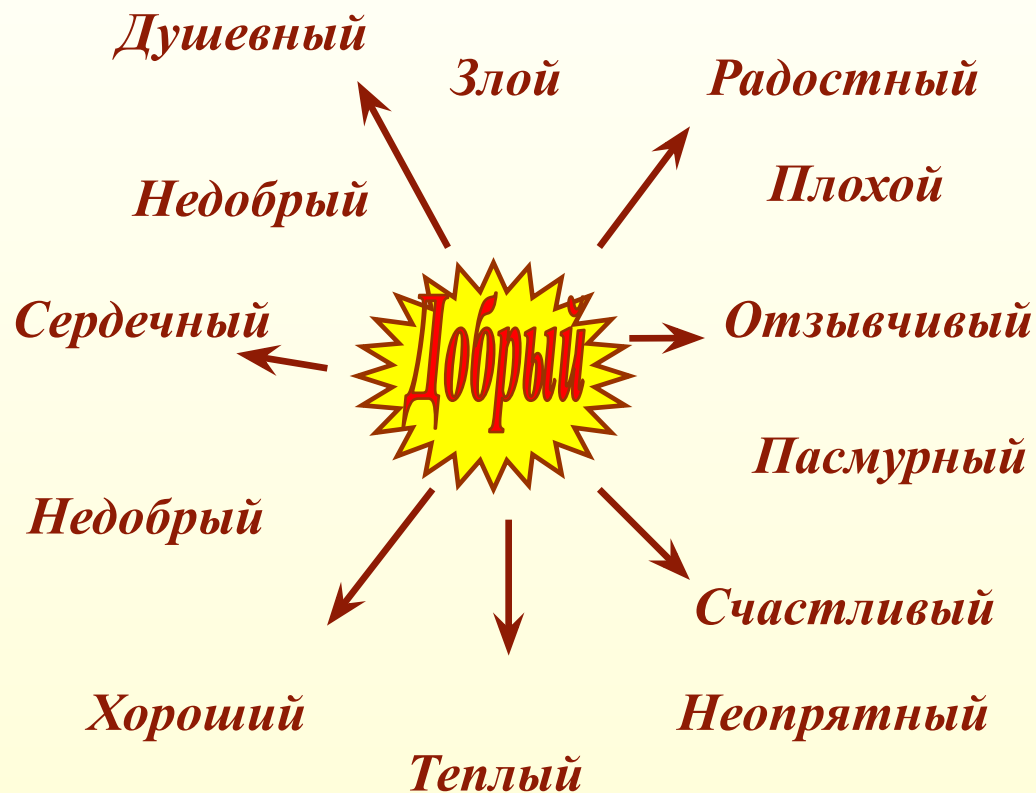 Душевный
Злой
Радостный
Плохой
Недобрый
Сердечный
Добрый
Отзывчивый
Пасмурный
Недобрый
Счастливый
Хороший
Неопрятный
Теплый